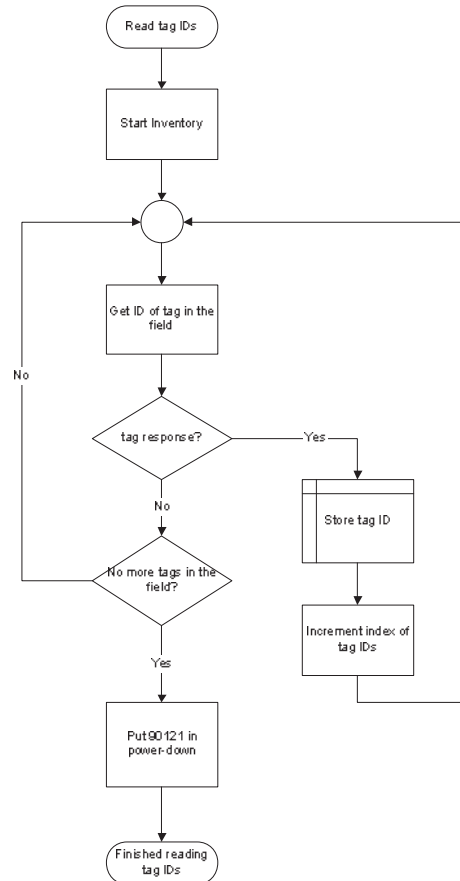 Read tag IDs
Start Inventory
Get ID of tag in the
field
No
tag response?
Yes
No
Store tag ID
No more tags in the
field?
Increment index of
tag IDs
Yes
Put 90121 in
power-down
Finished reading
tag IDs